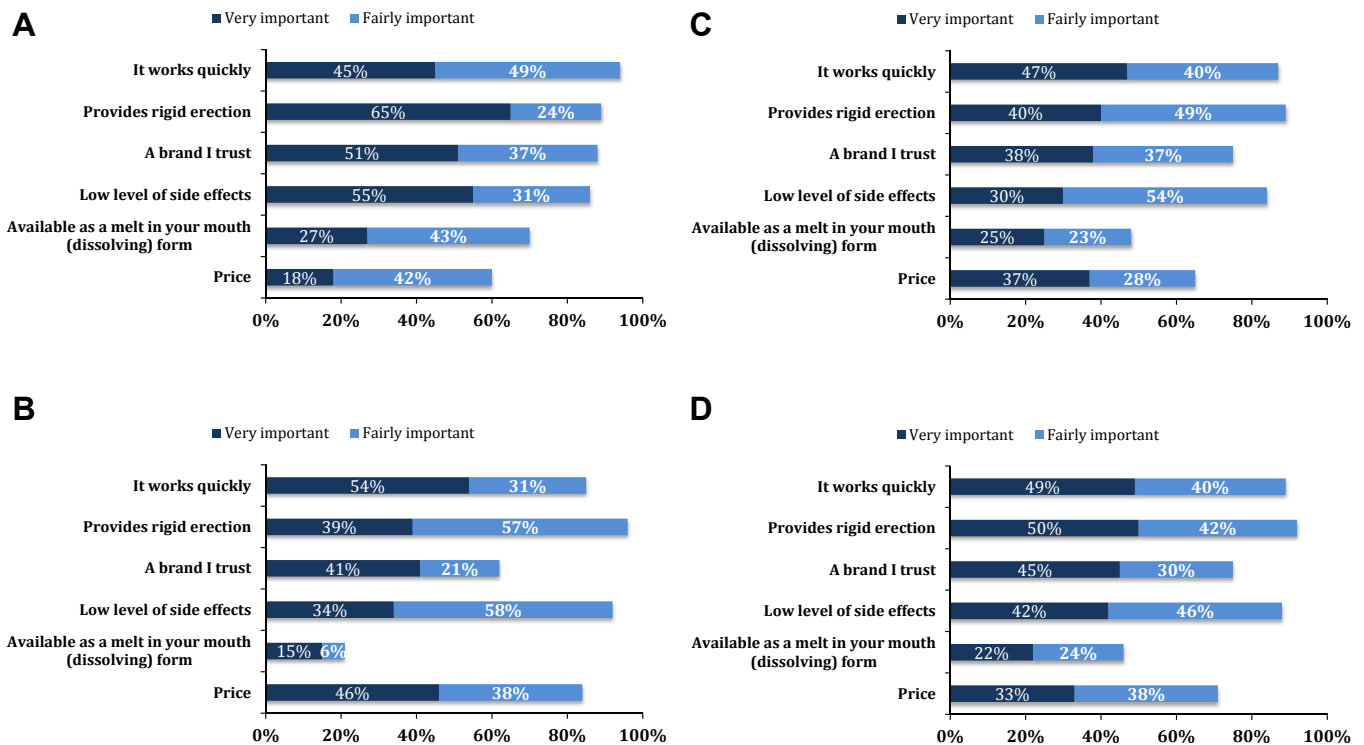 A
Very important Fairly important
It works quickly 45% 49%
Provides rigid erection 65% 24%
A brand I trust 51% 37%
Low level of side effects 55% 31%
Available as a melt in your mouth
(dissolving) form 27% 43%
Price 18% 42%
0% 20% 40% 60% 80% 100%
B
Very important Fairly important
It works quickly 54% 31%
Provides rigid erection 39% 57%
A brand I trust 41% 21%
Low level of side effects 34% 58%
Available as a melt in your mouth
(dissolving) form 15% 6%
Price 46% 38%
0% 20% 40% 60% 80% 100%
C
Very important Fairly important
It works quickly 47% 40%
Provides rigid erection 40% 49%
A brand I trust 38% 37%
Low level of side effects 30% 54%
Available as a melt in your mouth
(dissolving) form 25% 23%
Price 37% 28%
0% 20% 40% 60% 80% 100%
D
Very important Fairly important
It works quickly 49% 40%
Provides rigid erection 50% 42%
A brand I trust 45% 30%
Low level of side effects 42% 46%
Available as a melt in your mouth
(dissolving) form 22% 24%
Price 33% 38%
0% 20% 40% 60% 80% 100%